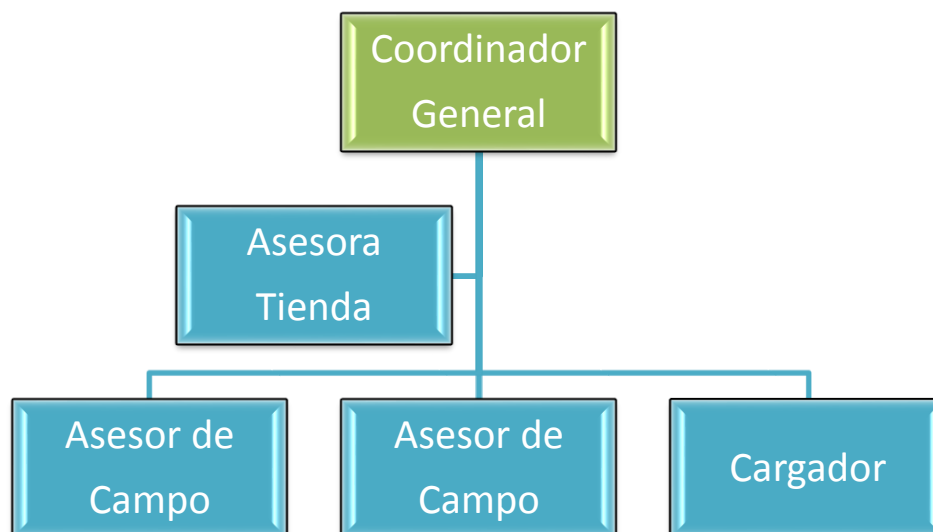 Coordinador
General
Asesora
Tienda
Asesor de
Campo
Asesor de
Campo
Cargador